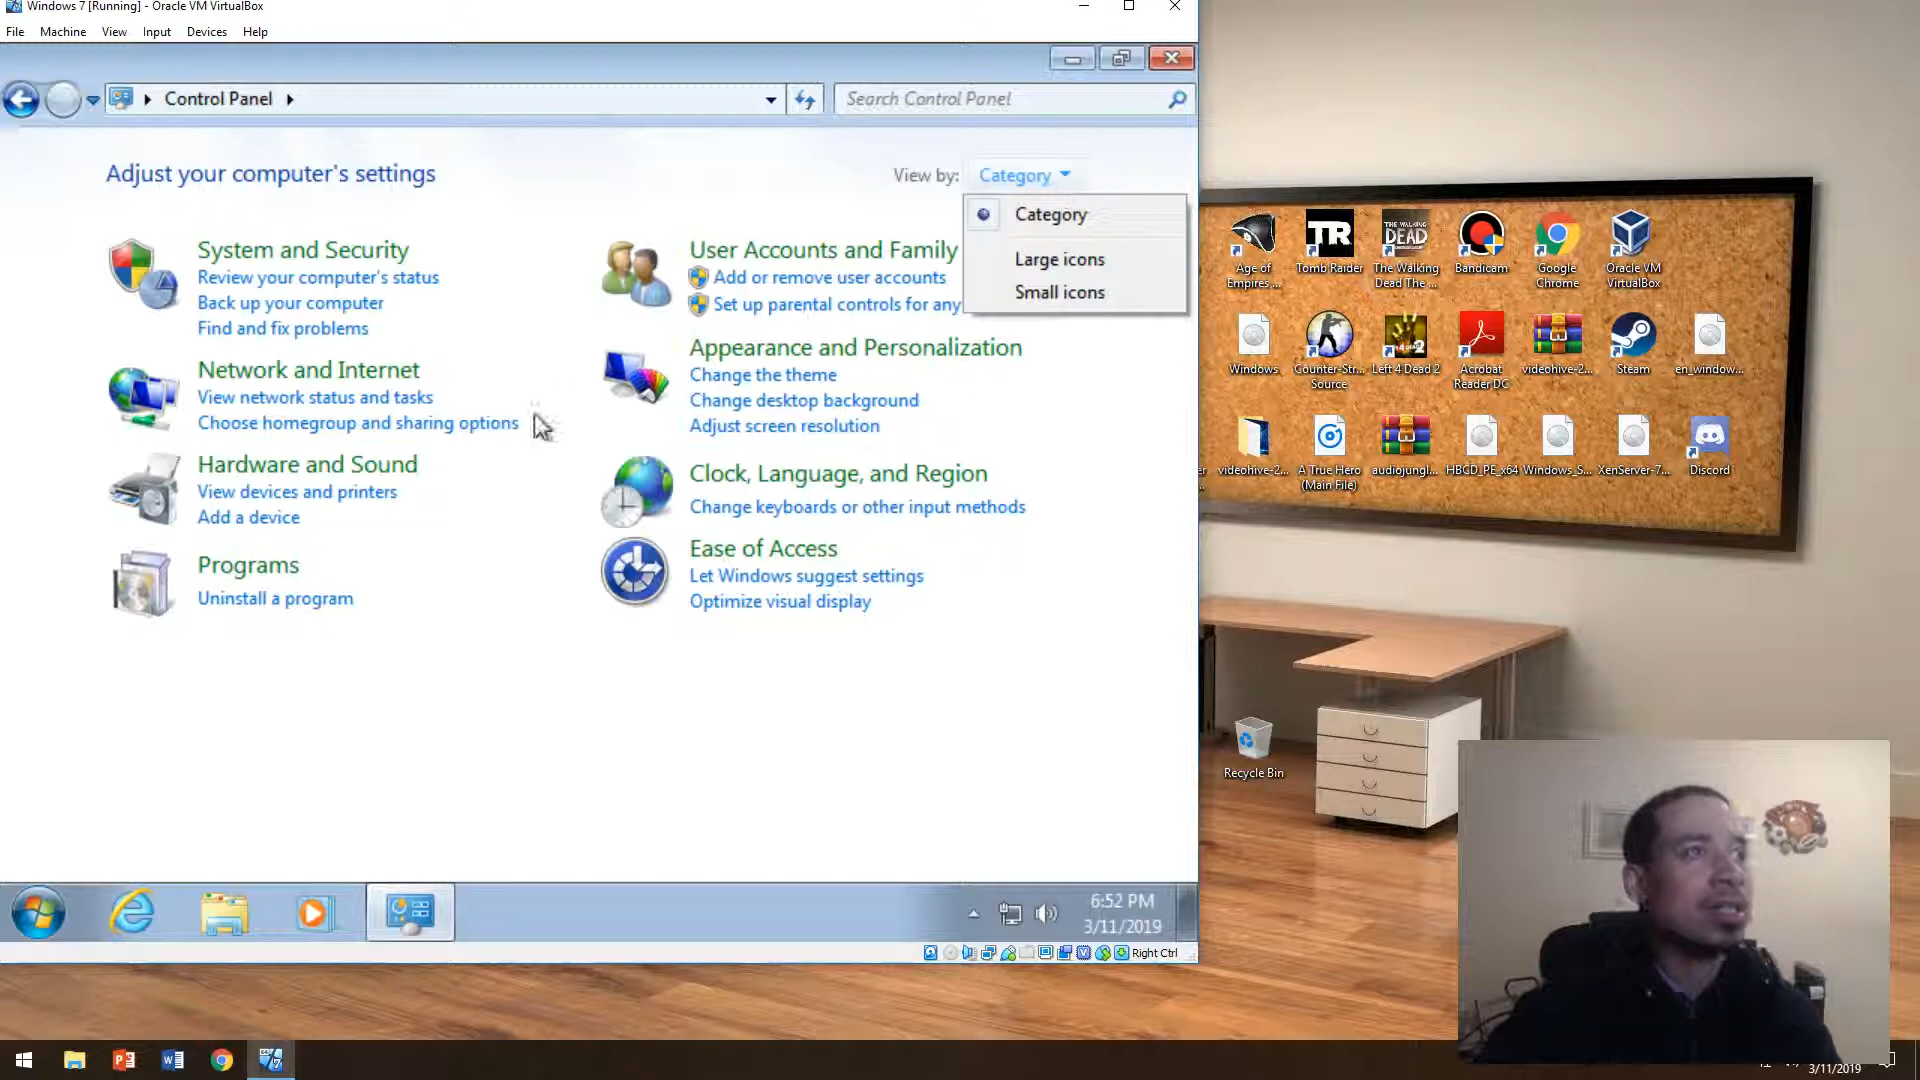 Windows 7 [Running] - Oracle VM VirtualBox
File Machine View Input Devices Help
Control Panel
Search Control Panel
Adjust your computer's settings
View by: Category
Category
Large icons
Small icons
System and Security
Review your computer's status
Back up your computer
Find and fix problems
Network and Internet
View network status and tasks
Choose homegroup and sharing options
Hardware and Sound
View devices and printers
Add a device
Programs
Uninstall a program
User Accounts and Family
Add or remove user accounts
Set up parental controls for any
Appearance and Personalization
Change the theme
Change desktop background
Adjust screen resolution
Clock, Language, and Region
Change keyboards or other input methods
Ease of Access
Let Windows suggest settings
Optimize visual display
6:52 PM
3/11/2019
Right Ctrl
Age of
Empires ...
TR
Tomb Raider
THE WALKING
DEAD
The Walking
Dead The ...
Bandicam
Google
Chrome
Oracle VM
VirtualBox
Windows
Counter-Str...
Source
Left 4 Dead 2
Acrobat
Reader DC
videohive-2...
Steam
en_window...
videohive-2...
A True Hero
(Main File)
audiojungl...
HBCD_PE_x64
Windows_S...
XenServer-7...
Discord
Recycle Bin
3/11/2019